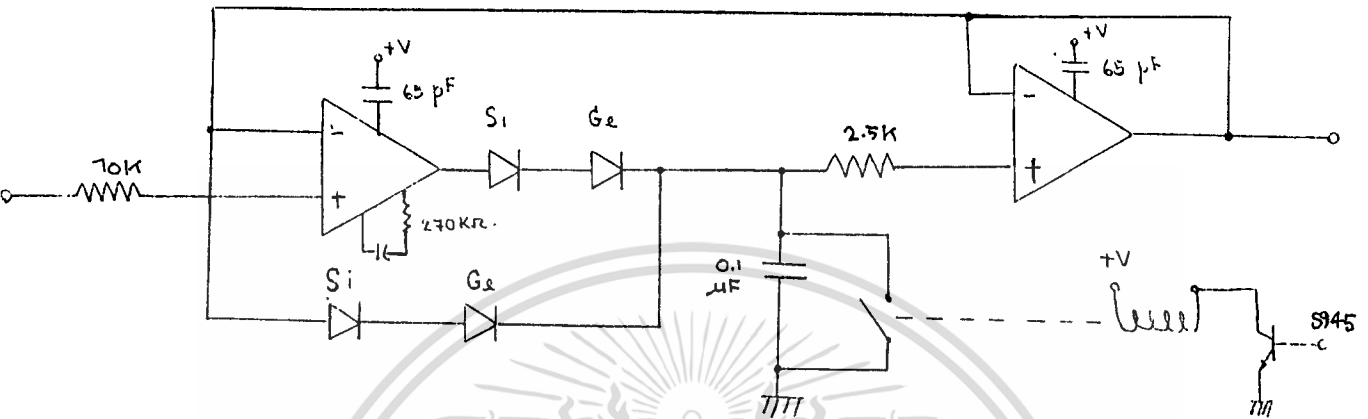 +V
65 pF
-
+
70K
Si
Ge
270KΩ.
Si
Ge
2.5K
+V
65 pF
-
+
0.1
μF
+V
S945